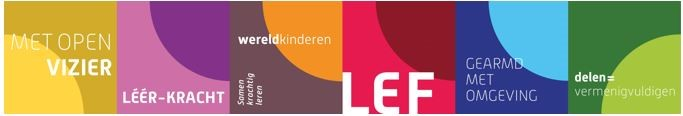 MET OPEN
VIZIER
LÉÉR-KRACHT
wereldkinderen
Samen
krachtig
leren
LEF
GEARMD
MET
OMGEVING
delen=
vermenigvuldigen